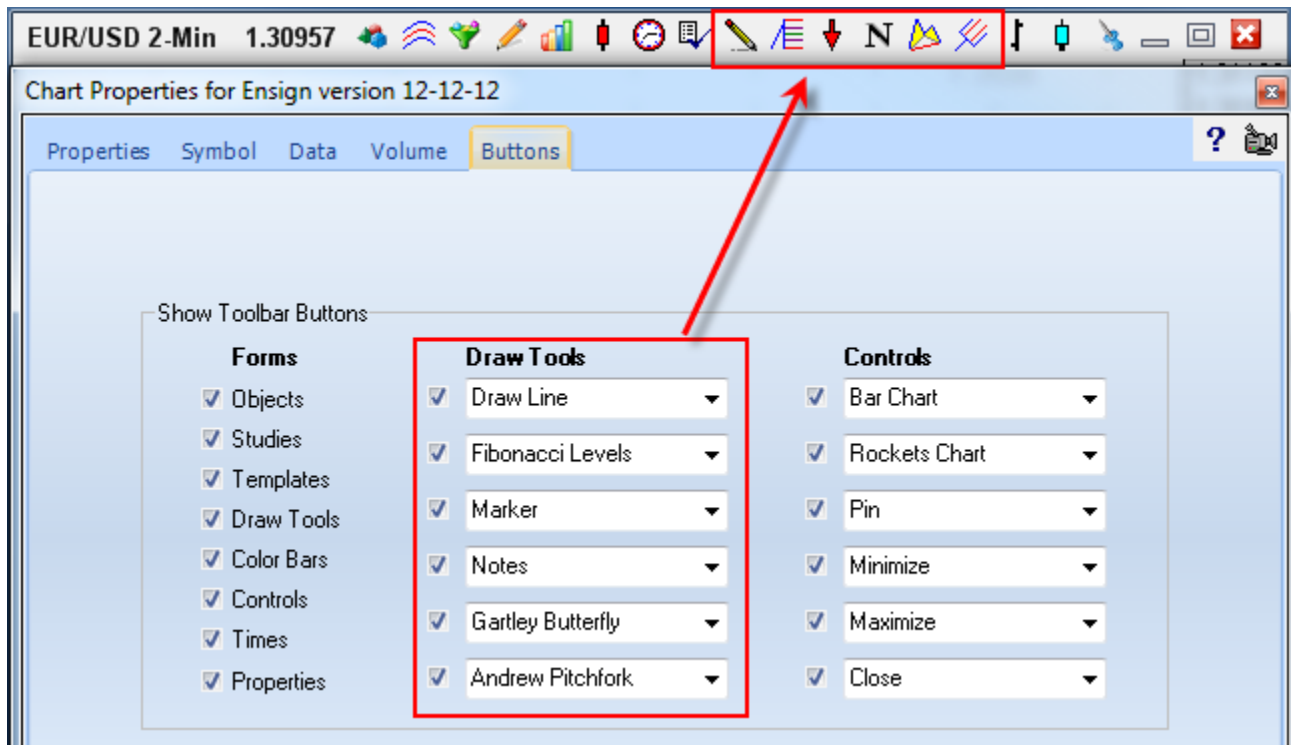 EUR/USD 2-Min 1.30957 N
Chart Properties for Ensign version 12-12-12
Properties Symbol Data Volume Buttons ?
Show Toolbar Buttons
Forms Draw Tools Controls
Objects Draw Line Bar Chart
Studies Fibonacci Levels Rockets Chart
Templates
Draw Tools Marker Pin
Color Bars Notes Minimize
Controls
Times Gartley Butterfly Maximize
Properties Andrew Pitchfork Close